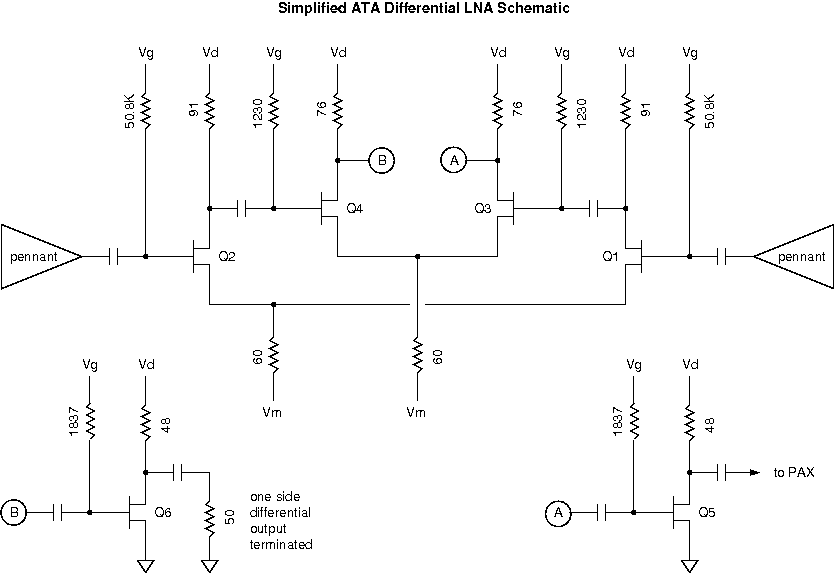 Simplified ATA Differential LNA Schematic
Vg Vd Vg Vd Vd Vg Vd Vg
50.8K 91 1230 76 76 1230 91 50.8K
B A
Q4 Q3
pennant Q2 Q1 pennant
60 60
Vg Vd Vm Vm Vg Vd
1837 48 1837 48
to PAX
B Q6 50 A Q5
one side
differential
output
terminated